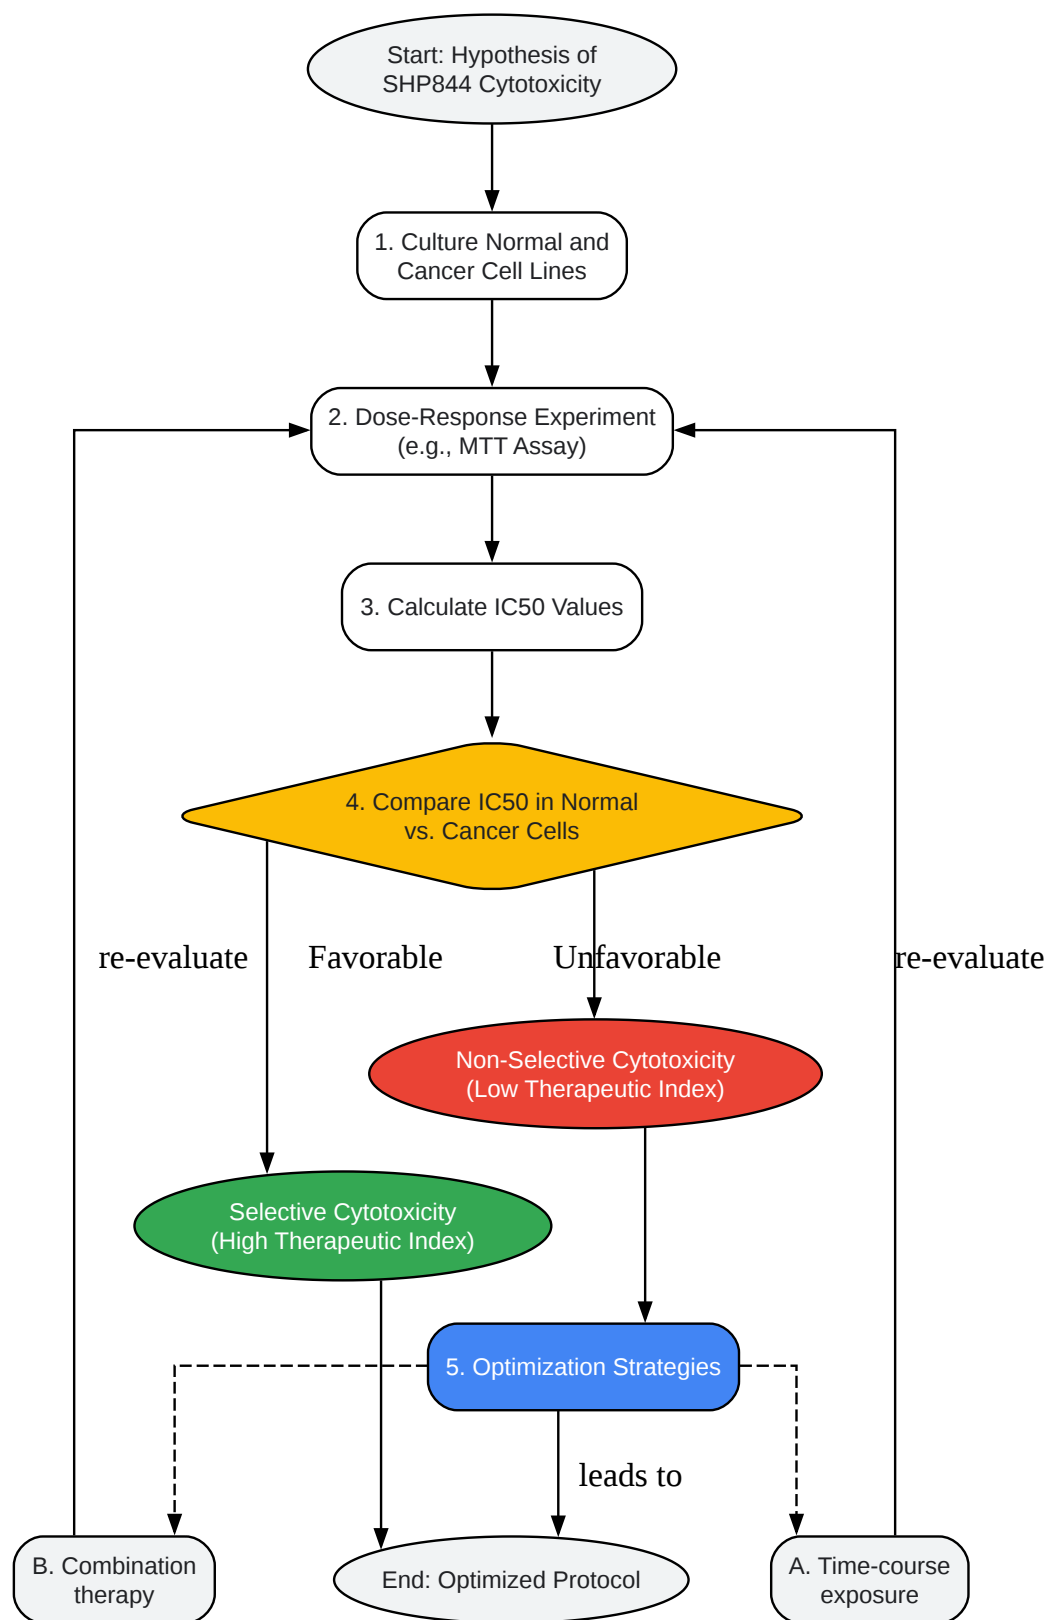 Start: Hypothesis of
SHP844 Cytotoxicity
1. Culture Normal and
Cancer Cell Lines
2. Dose-Response Experiment
(e.g., MTT Assay)
3. Calculate IC50 Values
4. Compare IC50 in Normal
vs. Cancer Cells
re-evaluate
Favorable
Unfavorable
re-evaluate
Non-Selective Cytotoxicity
(Low Therapeutic Index)
Selective Cytotoxicity
(High Therapeutic Index)
5. Optimization Strategies
leads to
B. Combination
therapy
End: Optimized Protocol
A. Time-course
exposure